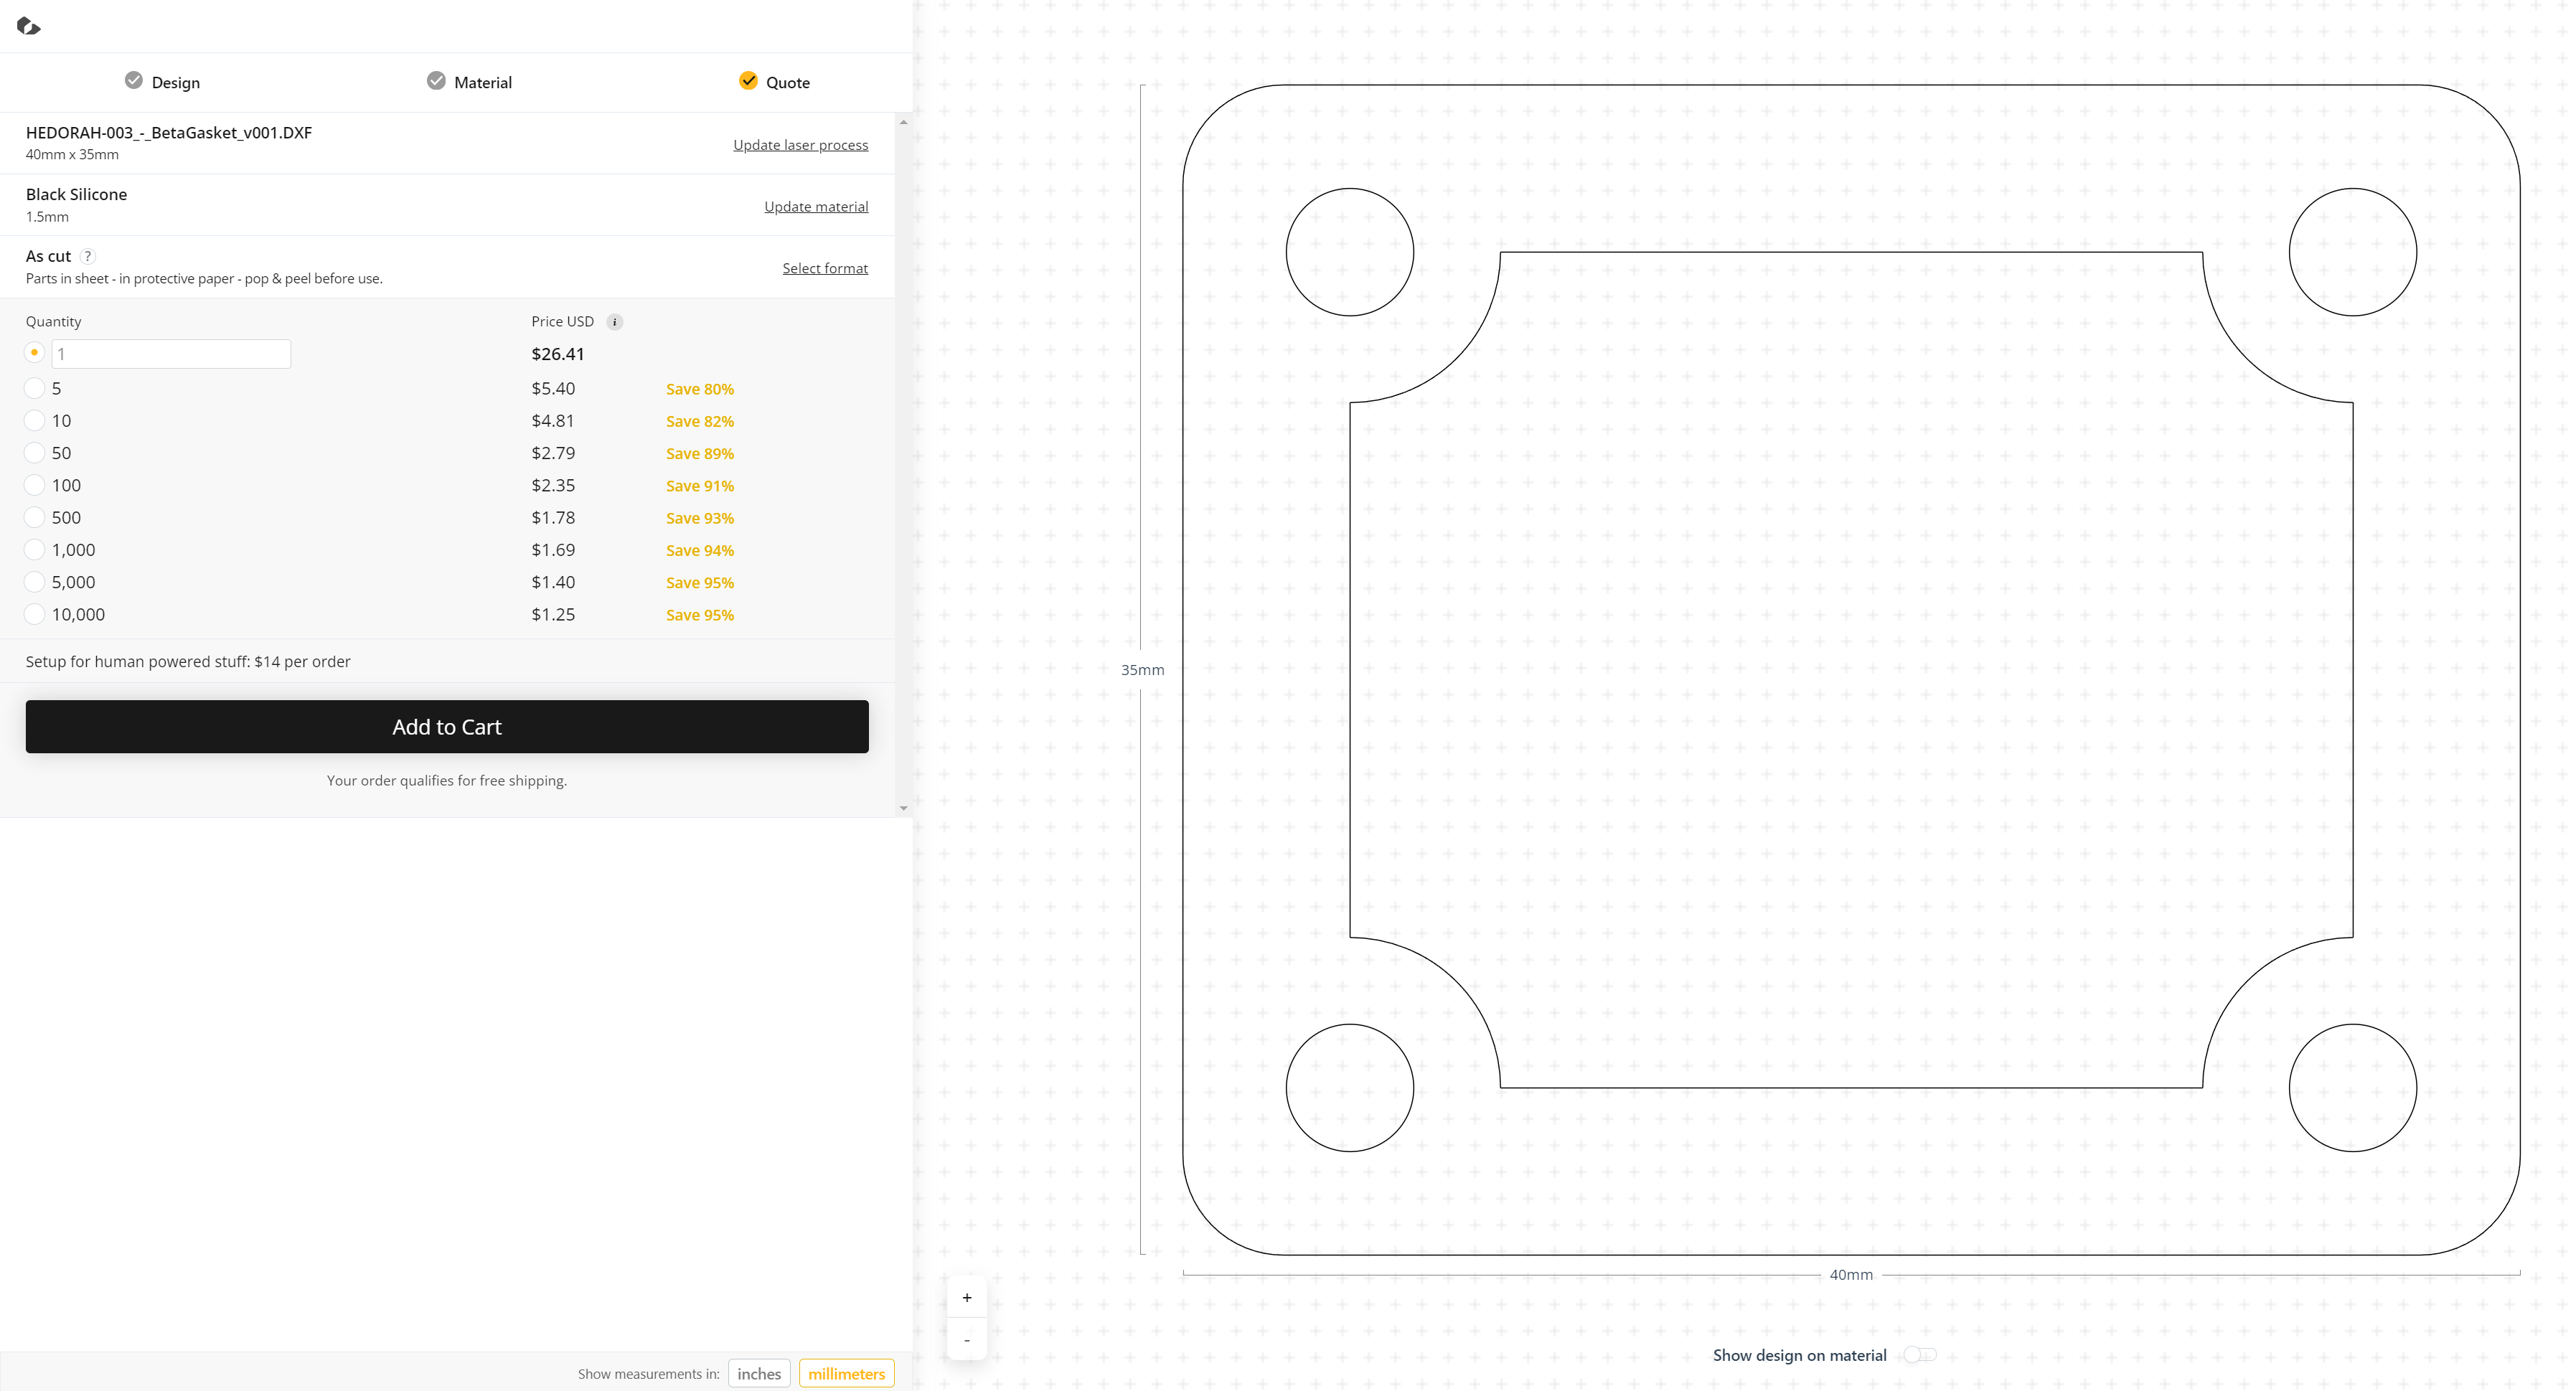 Design
Material
Quote
HEDORAH-003_-_BetaGasket_v001.DXF
40mm x 35mm
Update laser process
Black Silicone
1.5mm
Update material
As cut ?
Parts in sheet - in protective paper - pop & peel before use.
Select format
Quantity Price USD i
1 $26.41
5 $5.40 Save 80%
10 $4.81 Save 82%
50 $2.79 Save 89%
100 $2.35 Save 91%
500 $1.78 Save 93%
1,000 $1.69 Save 94%
5,000 $1.40 Save 95%
10,000 $1.25 Save 95%
Setup for human powered stuff: $14 per order
Add to Cart
Your order qualifies for free shipping.
Show measurements in: inches millimeters
35mm
40mm
+
-
Show design on material